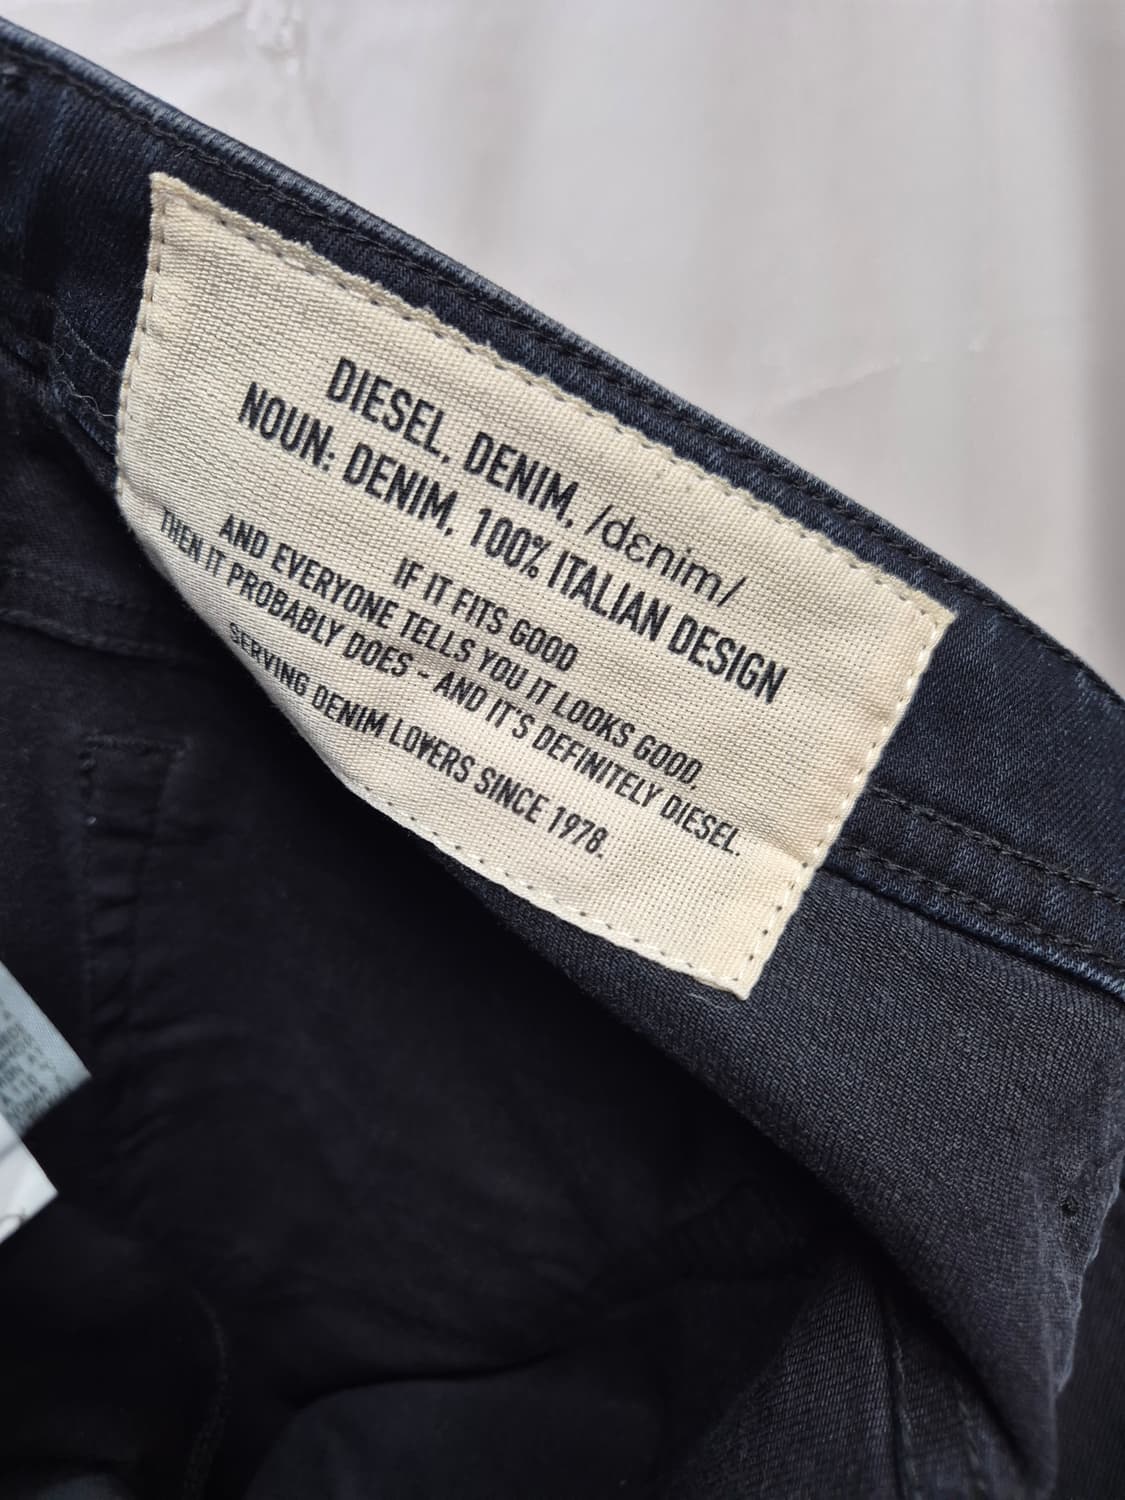 DIESEL, DENIM, /dɛnim/
NOUN: DENIM, 100% ITALIAN DESIGN
IF IT FITS GOOD
AND EVERYONE TELLS YOU IT LOOKS GOOD,
THEN IT PROBABLY DOES - AND IT'S DEFINITELY DIESEL.
SERVING DENIM LOVERS SINCE 1978.